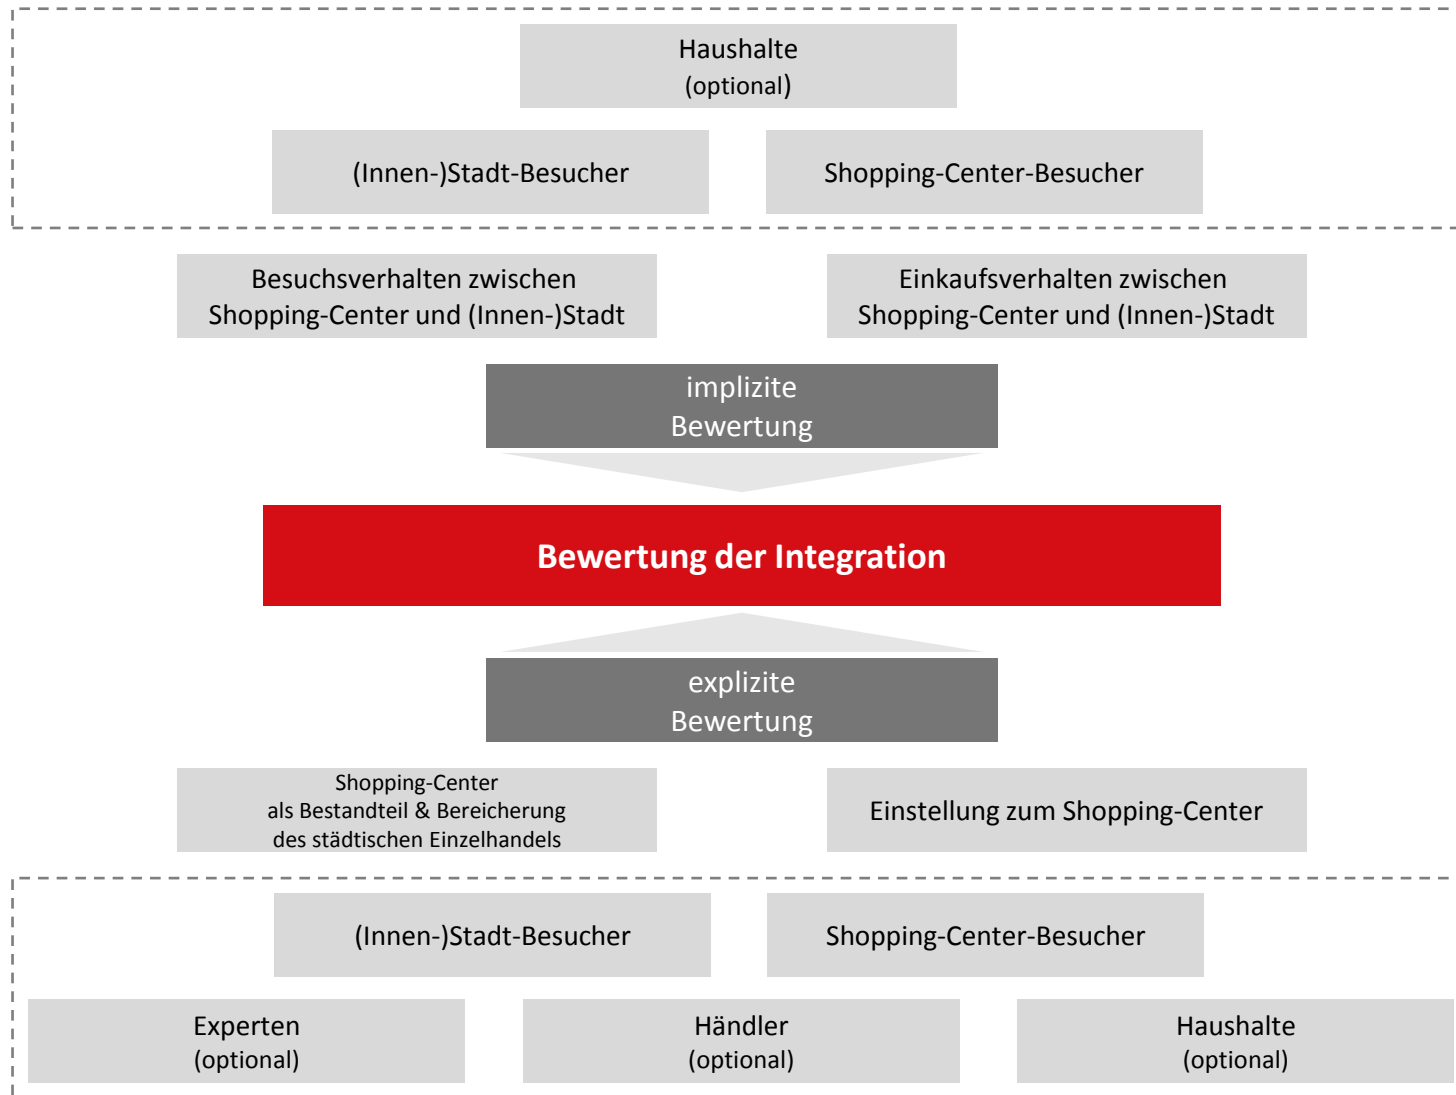 Haushalte
(optional)
(Innen-)Stadt-Besucher
Shopping-Center-Besucher
Besuchsverhalten zwischen
Shopping-Center und (Innen-)Stadt
Einkaufsverhalten zwischen
Shopping-Center und (Innen-)Stadt
implizite
Bewertung
Bewertung der Integration
explizite
Bewertung
Shopping-Center
als Bestandteil & Bereicherung
des städtischen Einzelhandels
Einstellung zum Shopping-Center
(Innen-)Stadt-Besucher
Shopping-Center-Besucher
Experten
(optional)
Händler
(optional)
Haushalte
(optional)